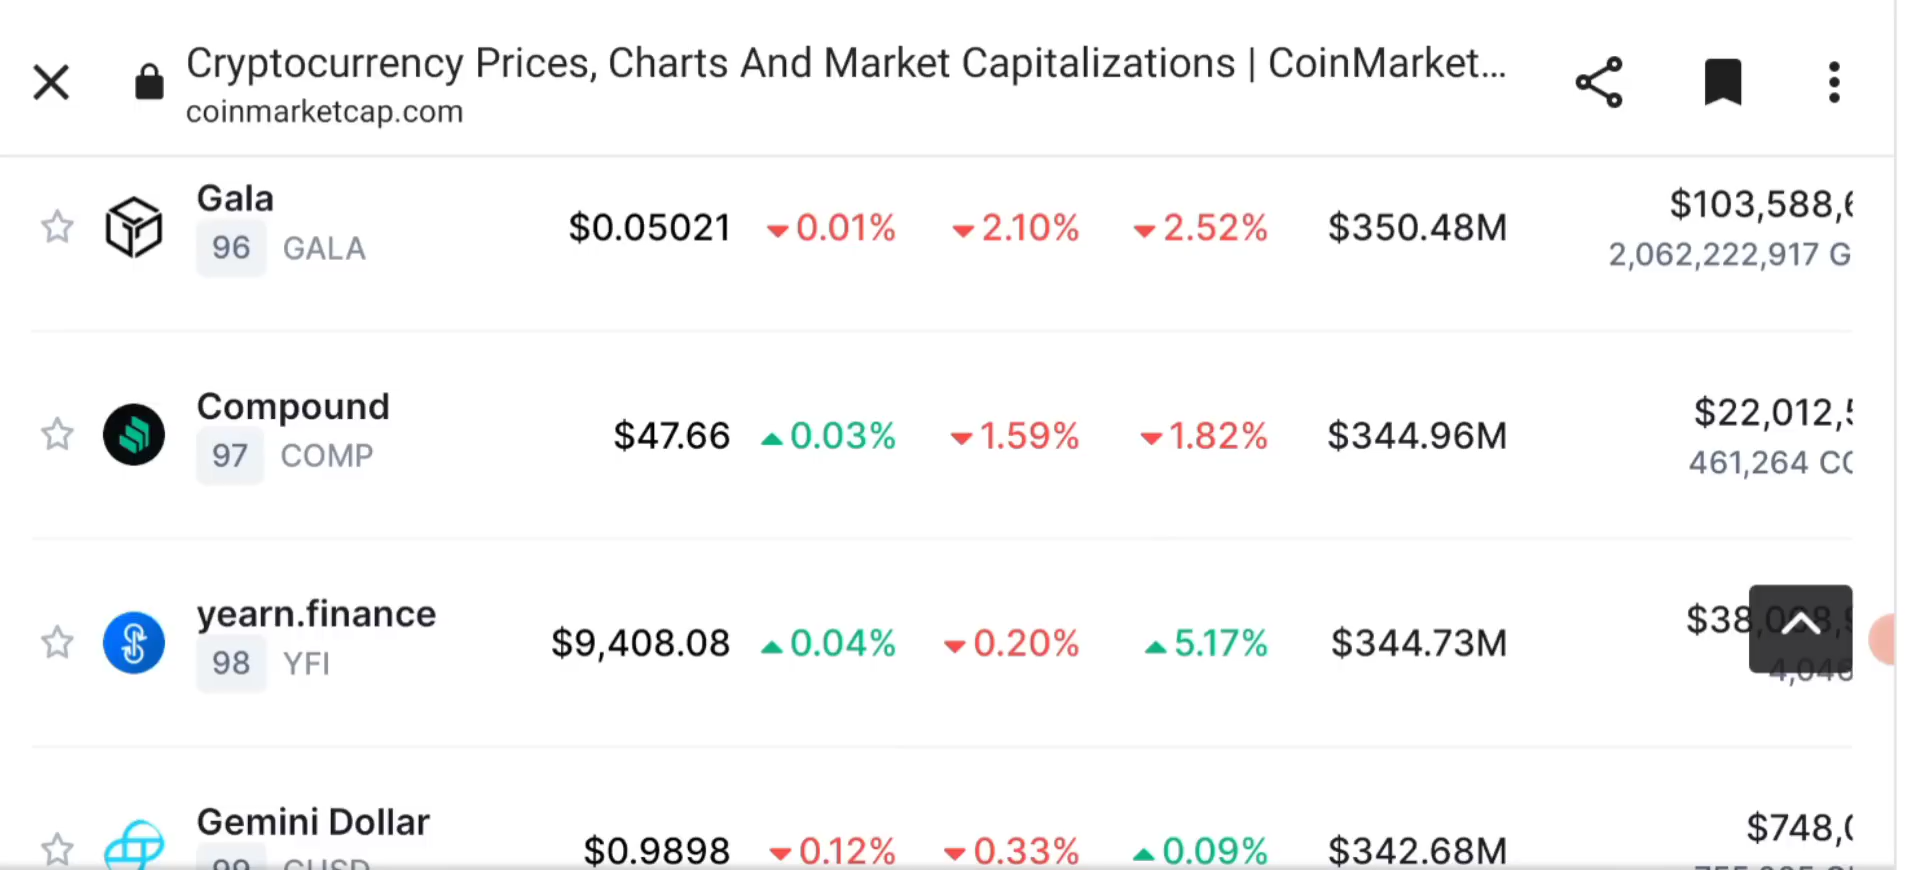 Cryptocurrency Prices, Charts And Market Capitalizations | CoinMarket...
coinmarketcap.com
Gala
96 GALA
$0.05021 0.01% 2.10% 2.52% $350.48M
$103,588,
2,062,222,917 G
Compound
97 COMP
$47.66 0.03% 1.59% 1.82% $344.96M
$22,012,
461,264 CO
yearn.finance
98 YFI
$9,408.08 0.04% 0.20% 5.17% $344.73M
Gemini Dollar
99 GUSD
$0.9898 0.12% 0.33% 0.09% $342.68M
$748,